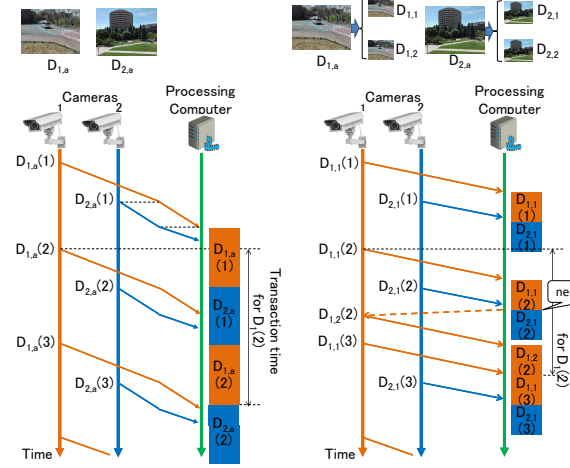 D1,a
D2,a
Cameras
1
2
Processing
Computer
D1,a(1)
D2,a(1)
D1,a(2)
D2,a(2)
D1,a(3)
D2,a(3)
D1,a
(1)
D2,a
(1)
D1,a
(2)
D2,a
(2)
Transaction time
for D1(2)
Time
D1,a
D1,1
D1,2
D2,a
D2,1
D2,2
Cameras
1
2
Processing
Computer
D1,1(1)
D2,1(1)
D1,1(2)
D2,1(2)
D1,2(2)
D1,1(3)
D2,1(3)
D1,1
(1)
D2,1
(1)
D1,1
(2)
D2,1
(2)
D1,2
(2)
D1,1
(3)
D2,1
(3)
for D1(2)
Time